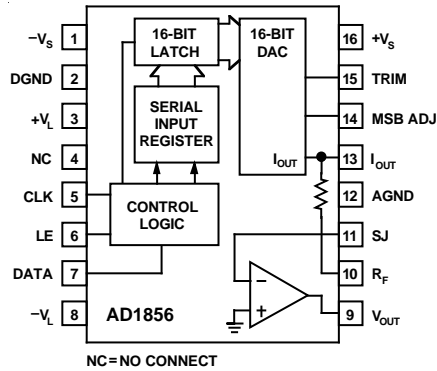 −VS 1
DGND 2
+VL 3
NC 4
CLK 5
LE 6
DATA 7
−VL 8
16-BIT
LATCH
16-BIT
DAC
SERIAL
INPUT
REGISTER
IOUT
CONTROL
LOGIC
−
+
AD1856
16 +VS
15 TRIM
14 MSB ADJ
13 IOUT
12 AGND
11 SJ
10 RF
9 VOUT
NC = NO CONNECT